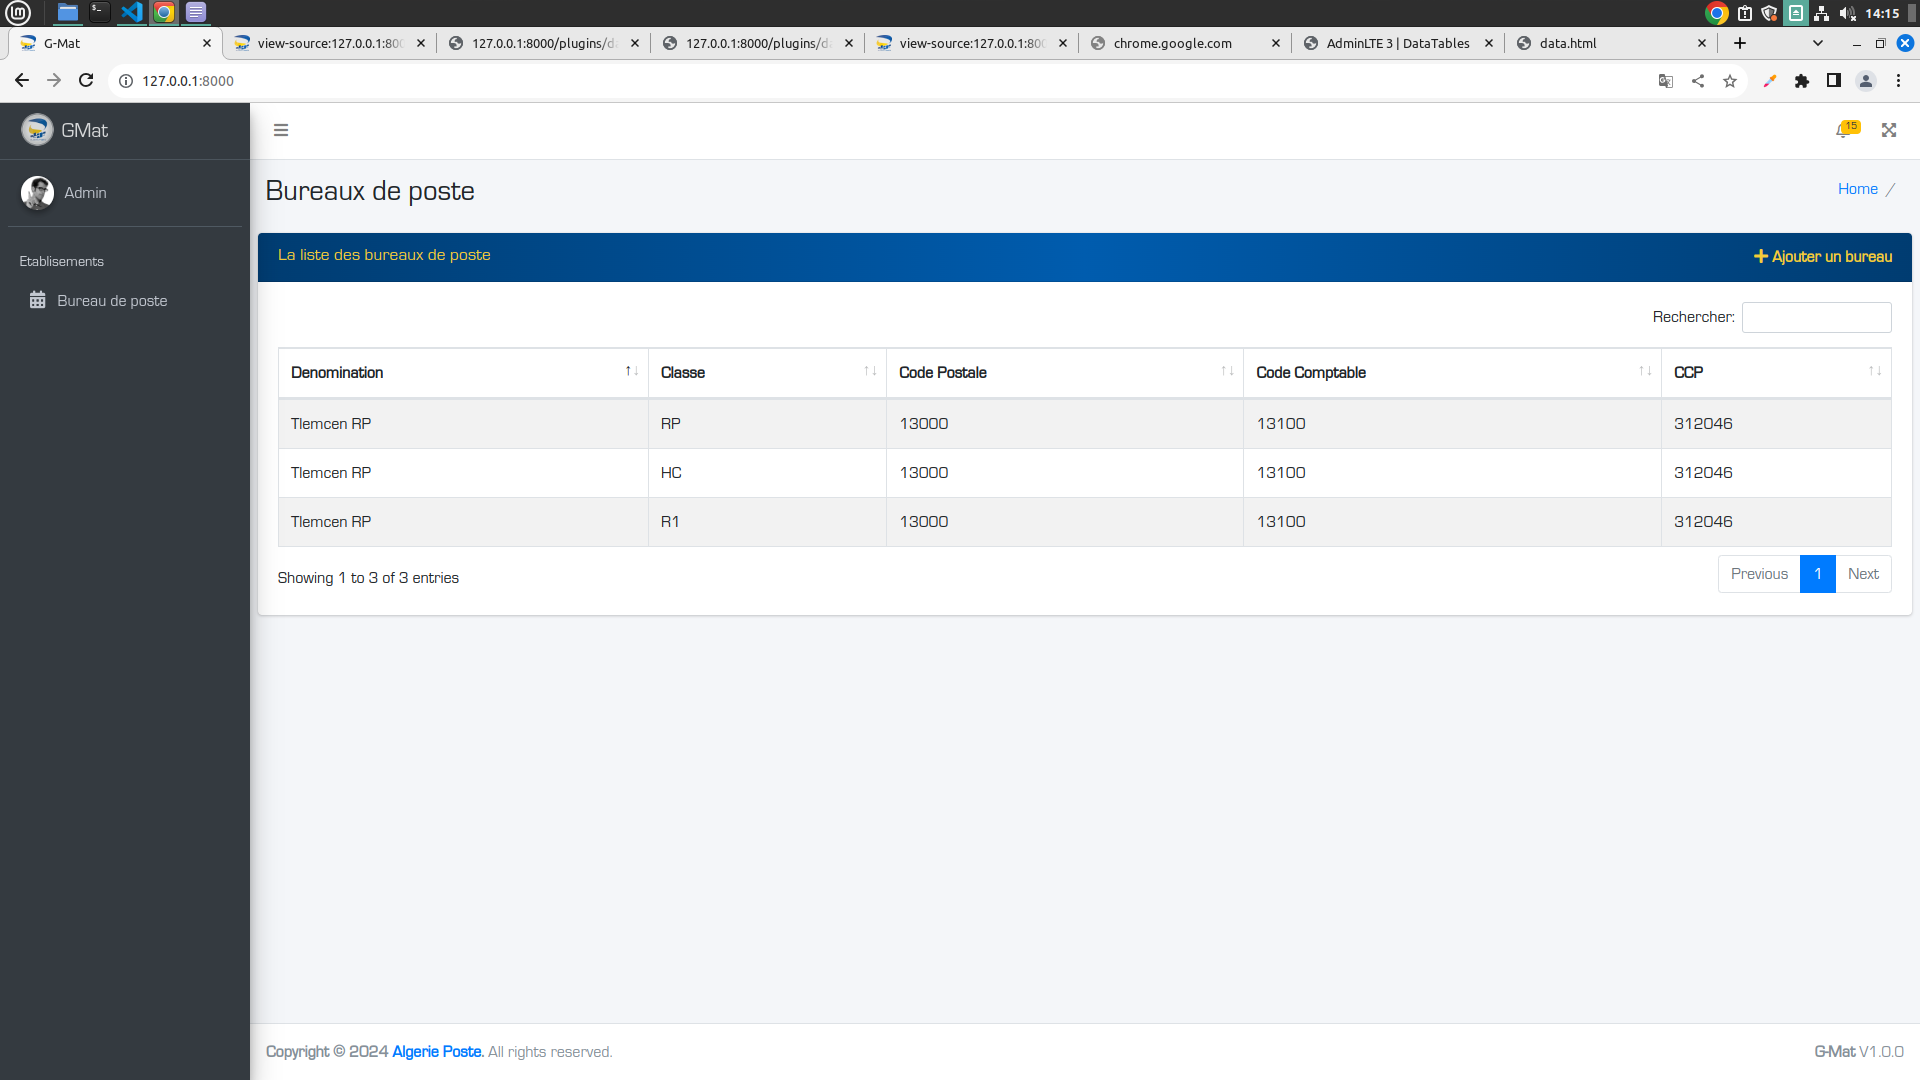 14:15
G-Mat
view-source:127.0.0.1:800
127.0.0.1:8000/plugins/da
127.0.0.1:8000/plugins/da
view-source:127.0.0.1:800
chrome.google.com
AdminLTE 3 | DataTables
data.html
127.0.0.1:8000
GMat
15
Admin
Bureaux de poste
Home /
Etablisements
La liste des bureaux de poste
Ajouter un bureau
Bureau de poste
Rechercher:
Denomination Classe Code Postale Code Comptable CCP
Tlemcen RP RP 13000 13100 312046
Tlemcen RP HC 13000 13100 312046
Tlemcen RP R1 13000 13100 312046
Showing 1 to 3 of 3 entries
Previous 1 Next
Copyright © 2024 Algerie Poste. All rights reserved.
G-Mat V1.0.0